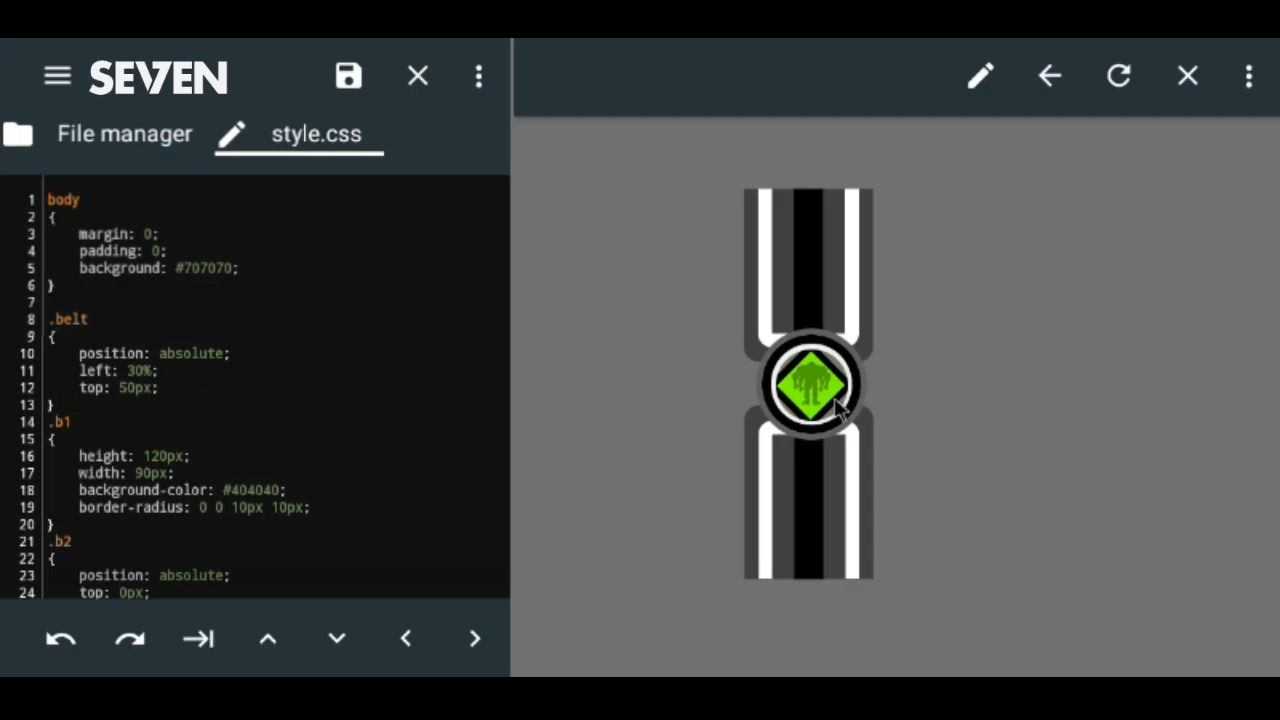 SEVEN
File manager
style.css
1 body
2 {
3 margin: 0;
4 padding: 0;
5 background: #707070;
6 }
7
8 .belt
9 {
10 position: absolute;
11 left: 30%;
12 top: 50px;
13 }
14 .b1
15 {
16 height: 120px;
17 width: 90px;
18 background-color: #404040;
19 border-radius: 0 0 10px 10px;
20 }
21 .b2
22 {
23 position: absolute;
24 top: 0px;